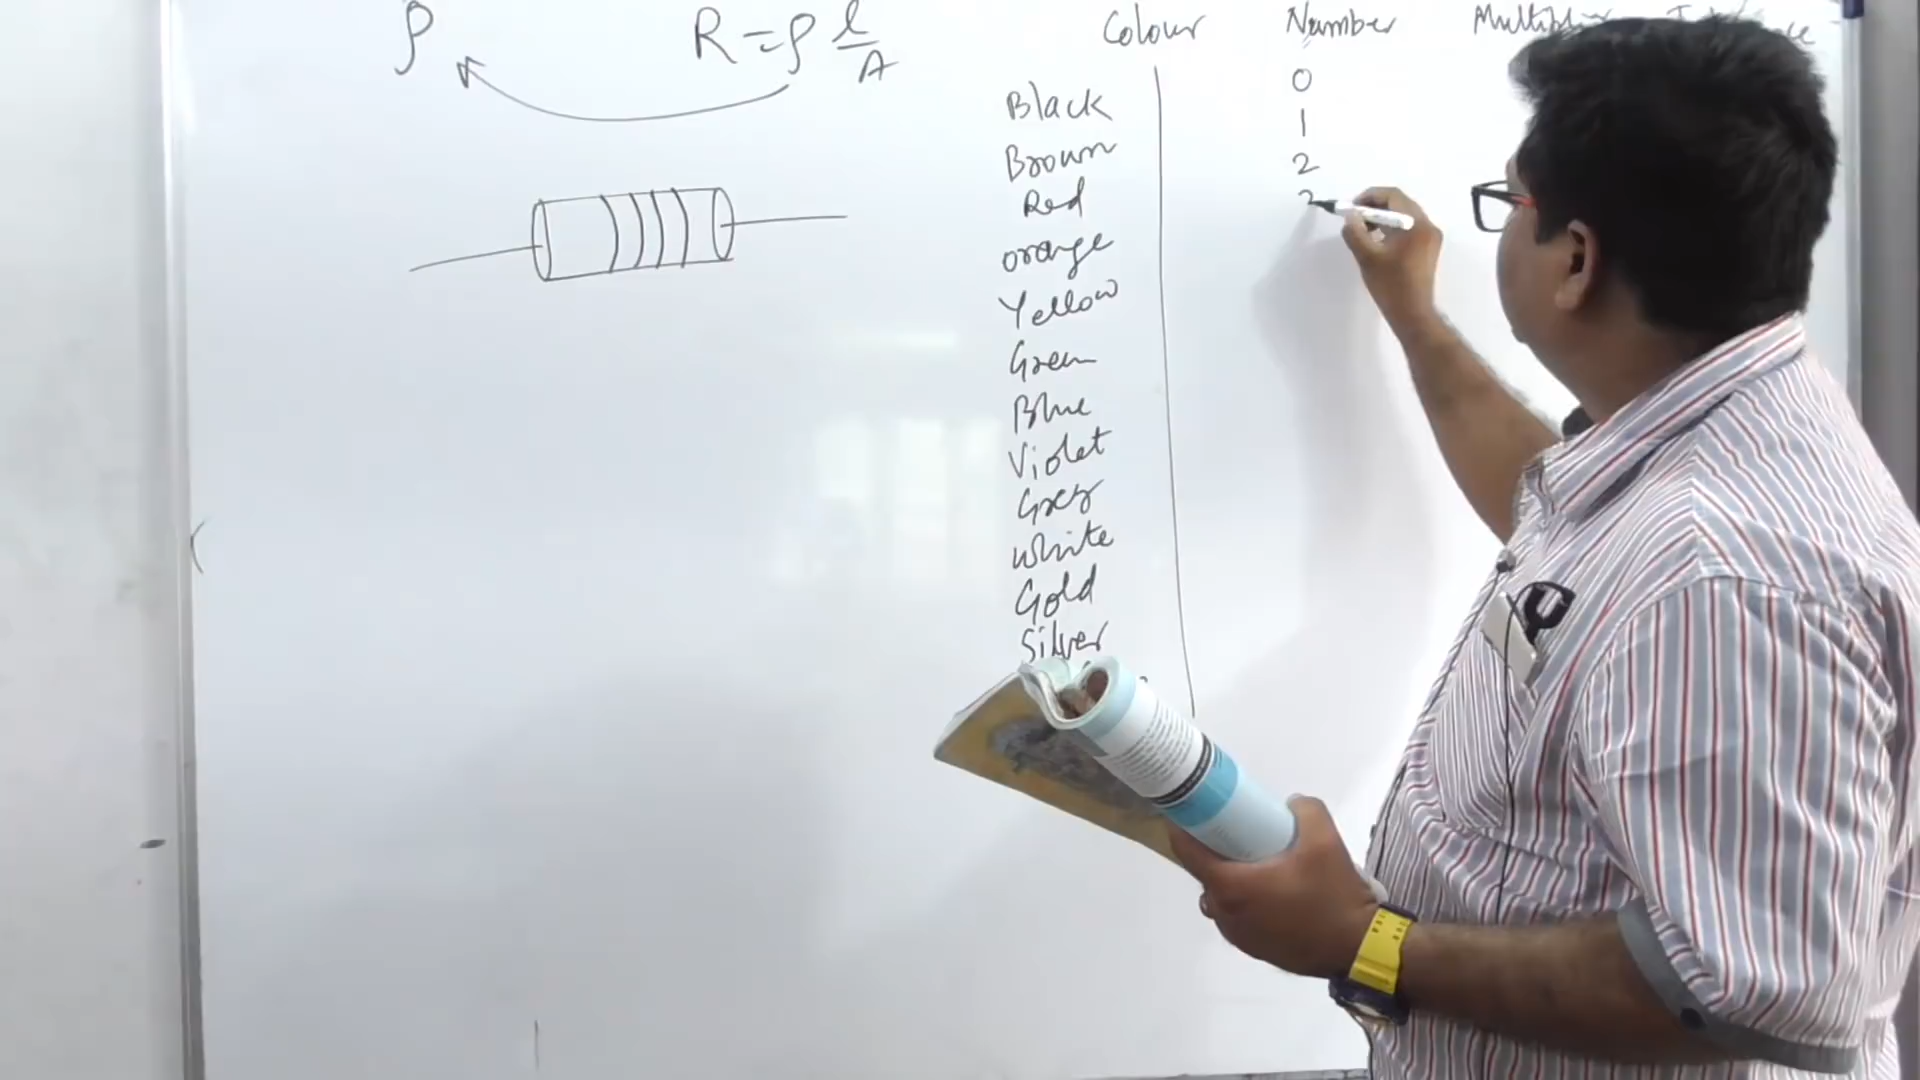 ρ R = ρ l/A
Colour Number
Black 0
Brown 1
Red 2
orange
Yellow
Green
Blue
Violet
Grey
White
Gold
Silver